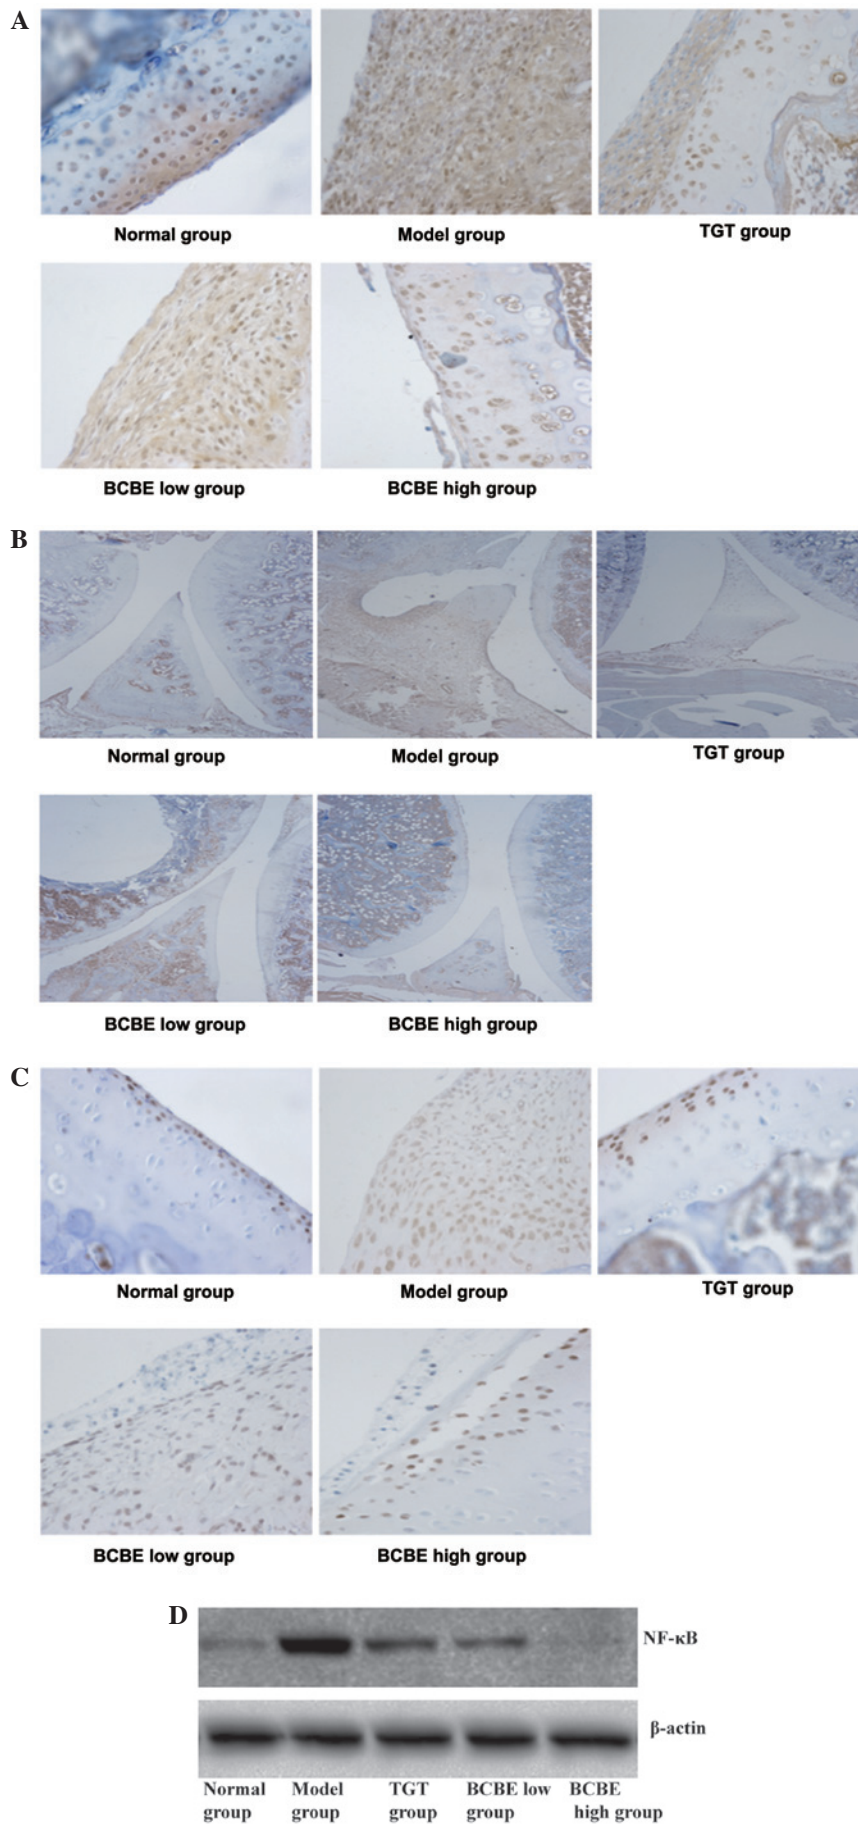 A
Normal group
Model group
TGT group
BCBE low group
BCBE high group
B
Normal group
Model group
TGT group
BCBE low group
BCBE high group
C
Normal group
Model group
TGT group
BCBE low group
BCBE high group
D
NF-κB
β-actin
Normal group
Model group
TGT group
BCBE low group
BCBE high group